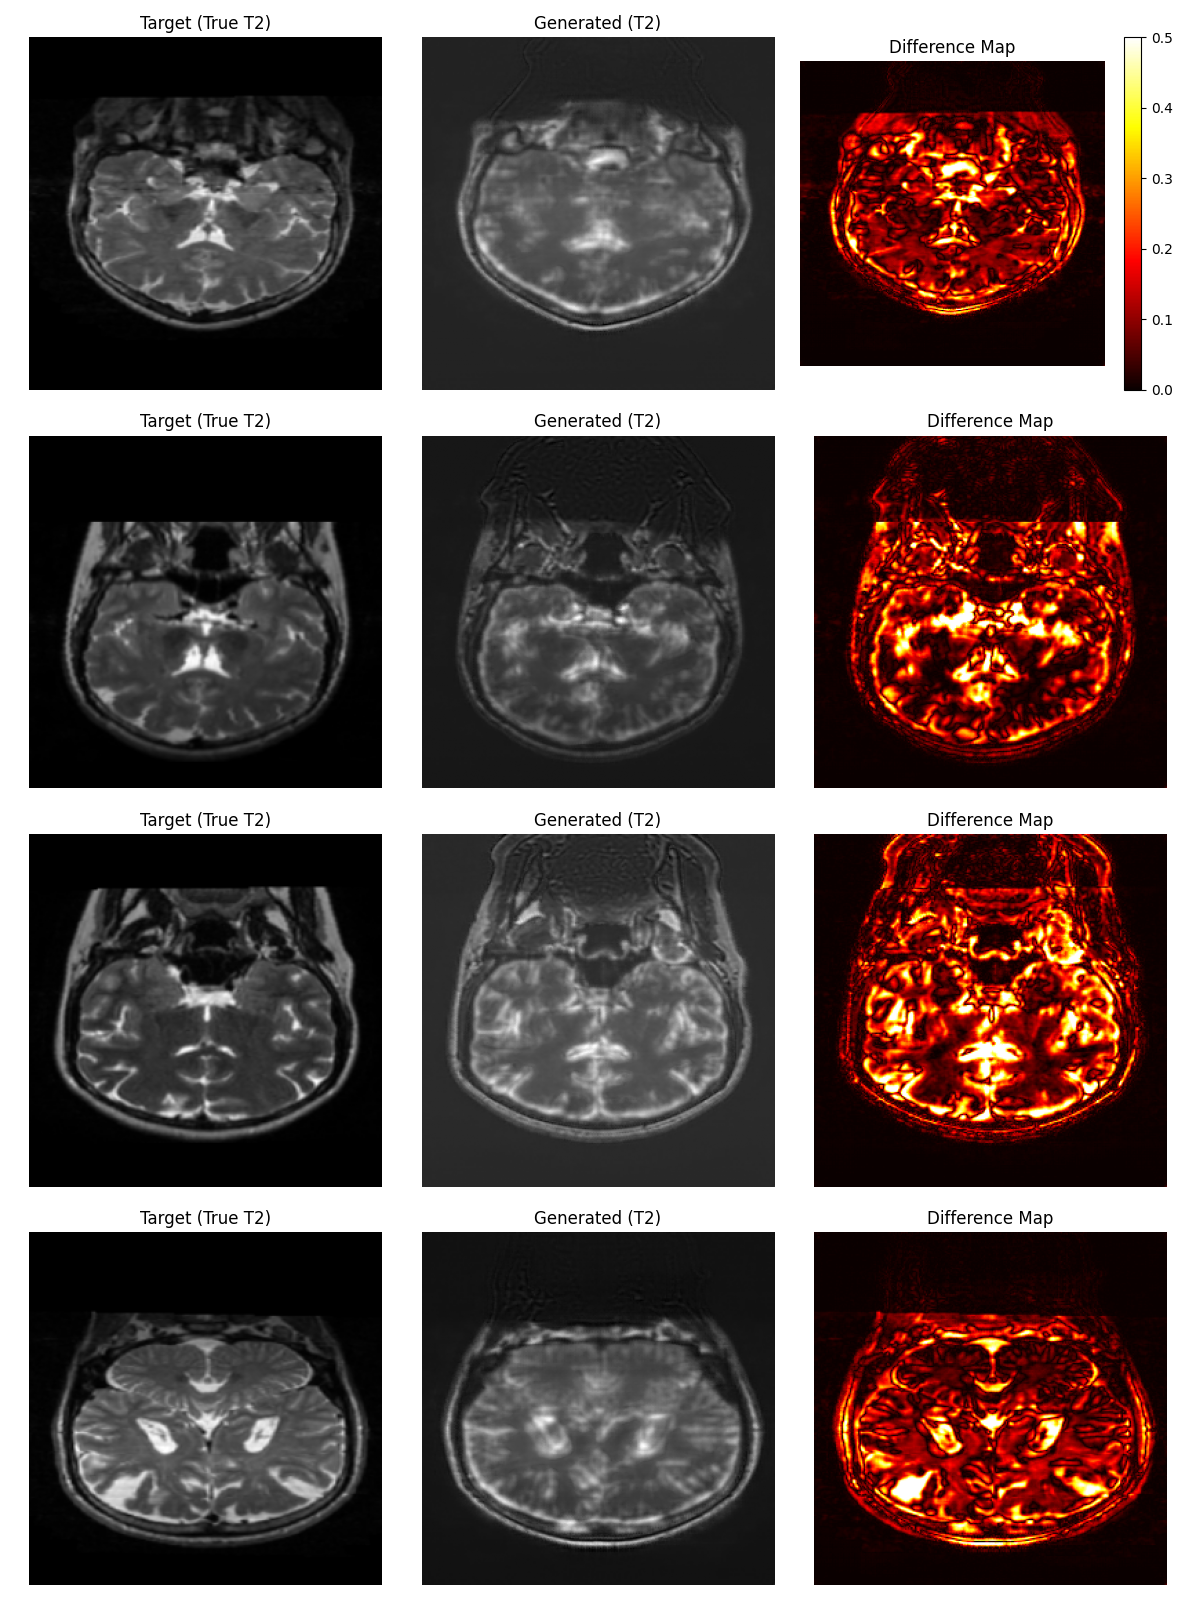 Target (True T2)
Generated (T2)
Difference Map
0.5
0.4
0.3
0.2
0.1
0.0
Target (True T2)
Generated (T2)
Difference Map
Target (True T2)
Generated (T2)
Difference Map
Target (True T2)
Generated (T2)
Difference Map